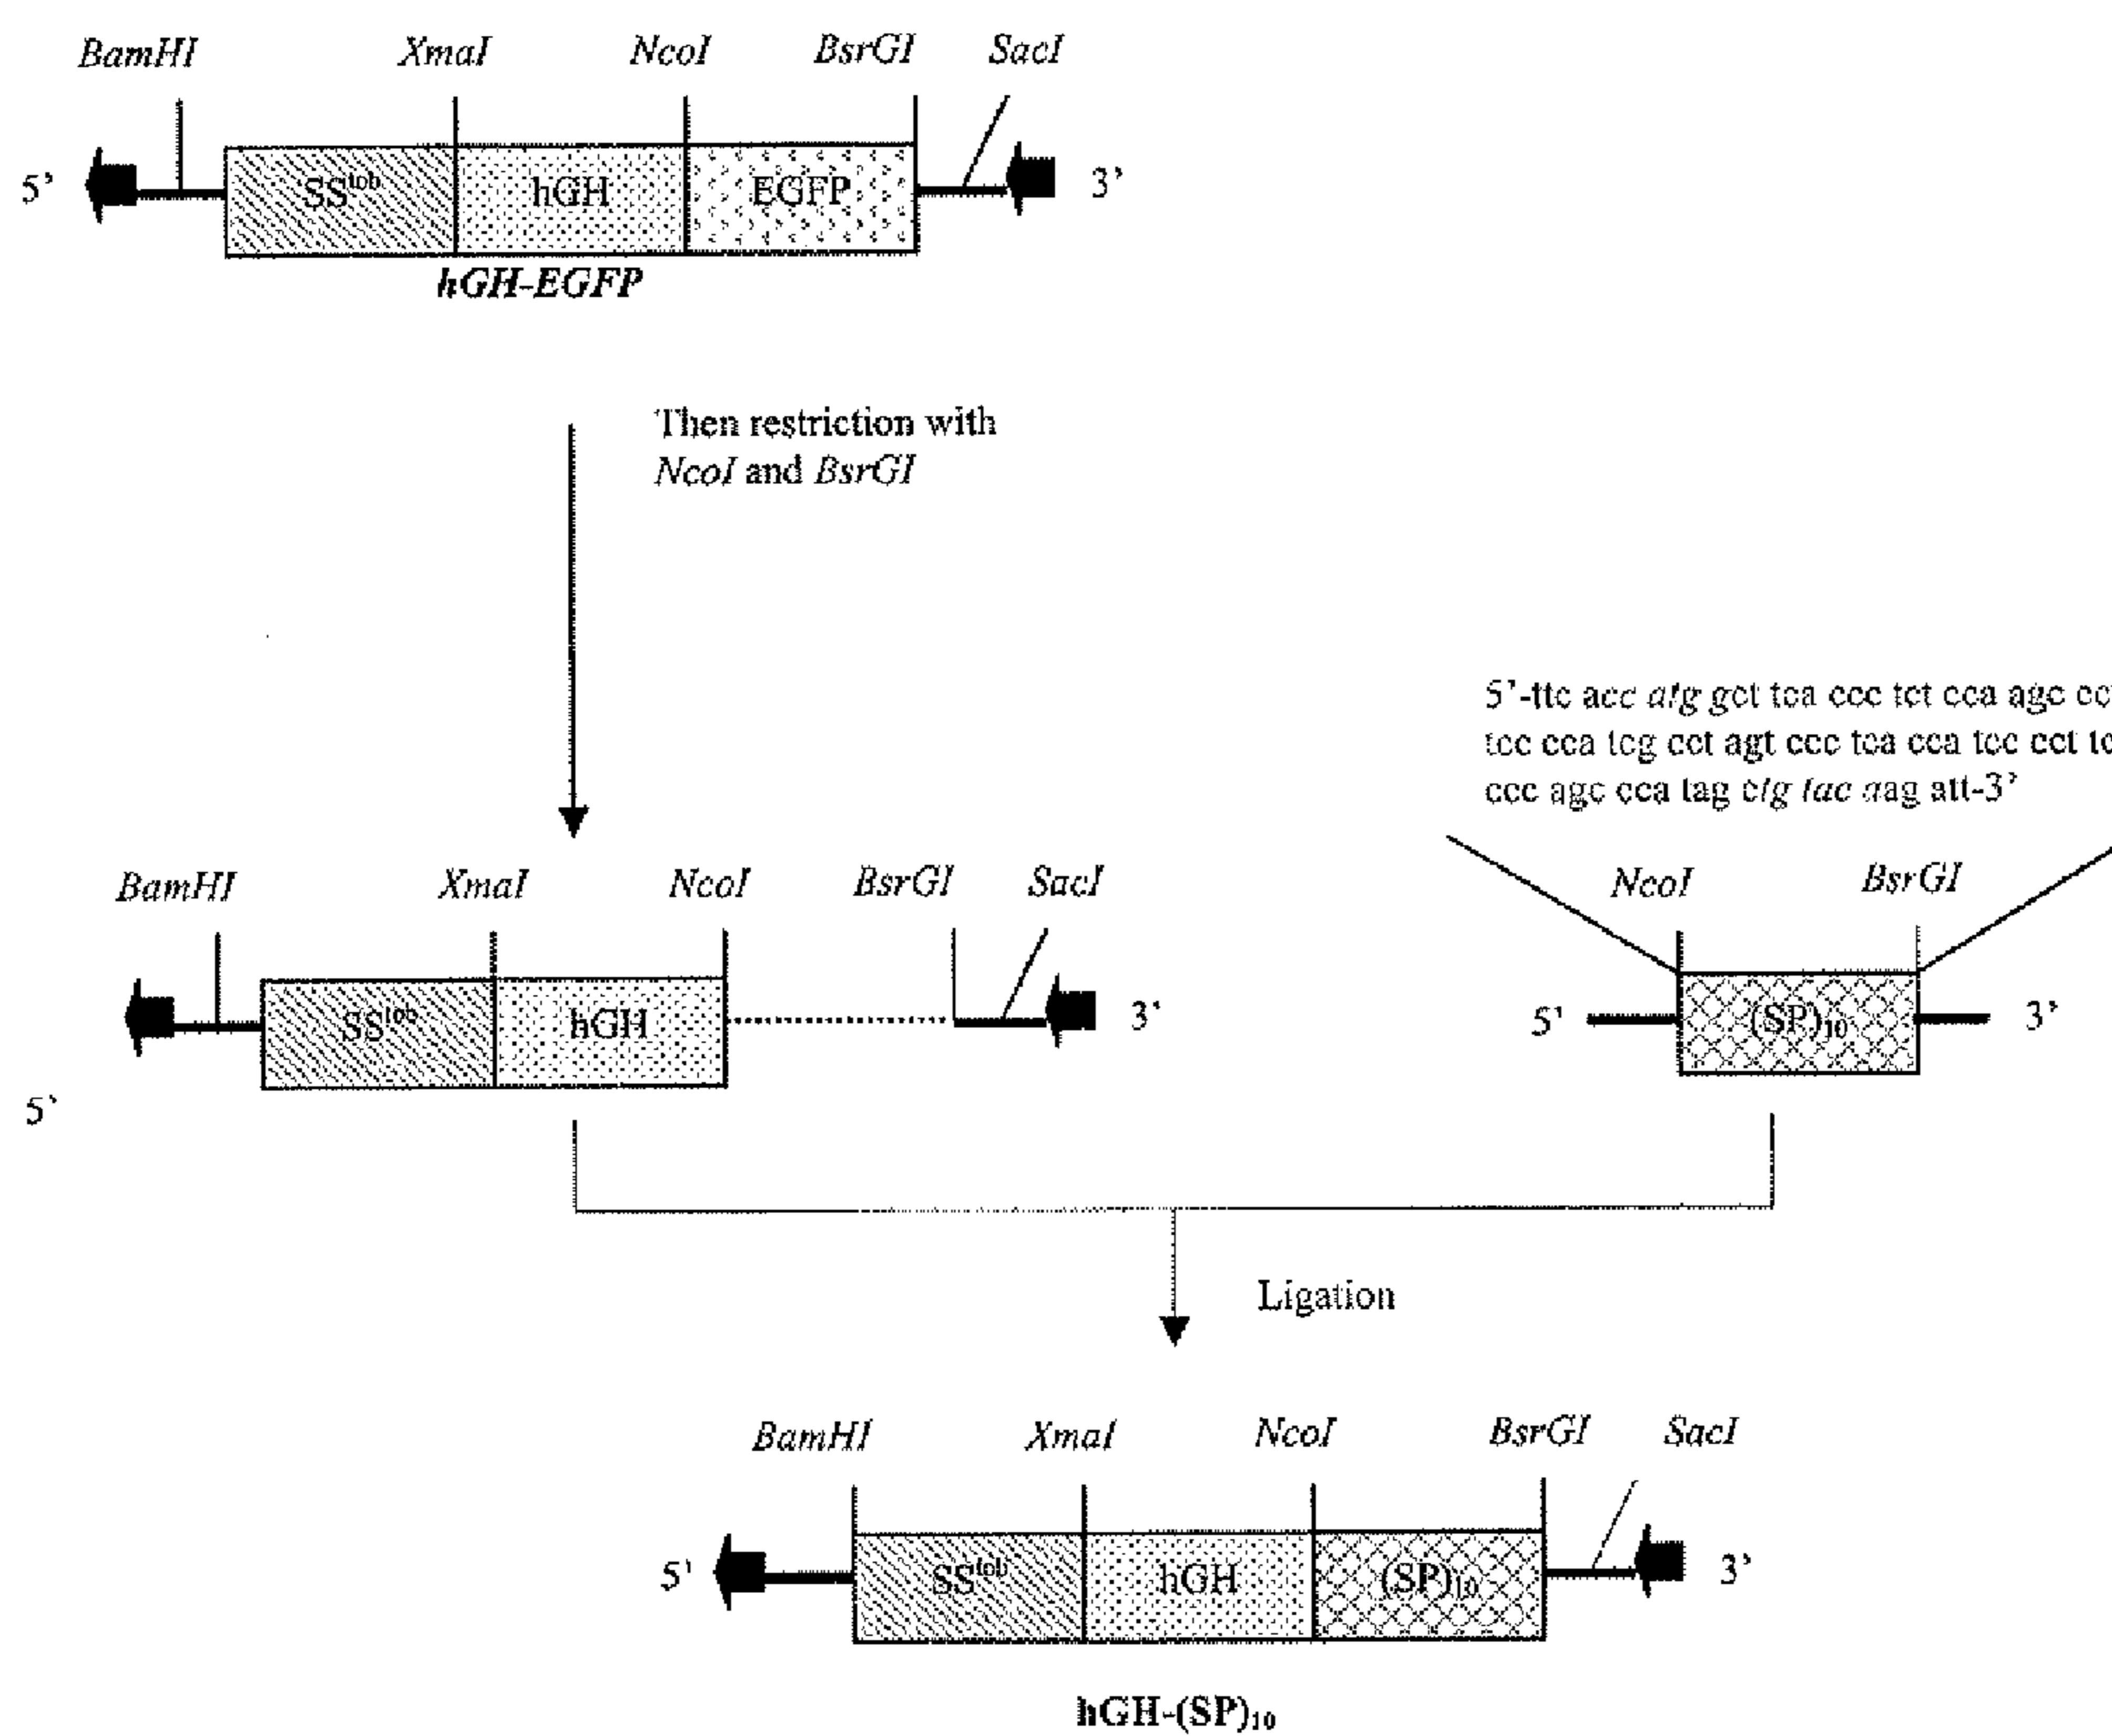 BamHI XmaI NcoI BsrGI SacI
5' SS^tob hGH EGFP 3'
hGH-EGFP
Then restriction with
NcoI and BsrGI
5'-ttc acc atg gct tca ccc tct cca agc
tcc cca tcg cct agt ccc tca cca tcc cct
ccc agc cca tag ctg tac aag att-3'
BamHI XmaI NcoI BsrGI SacI
NcoI BsrGI
SS^tob hGH 3'
5' (SP)10 3'
5'
Ligation
BamHI XmaI NcoI BsrGI SacI
5' SS^tob hGH (SP)10 3'
hGH-(SP)10